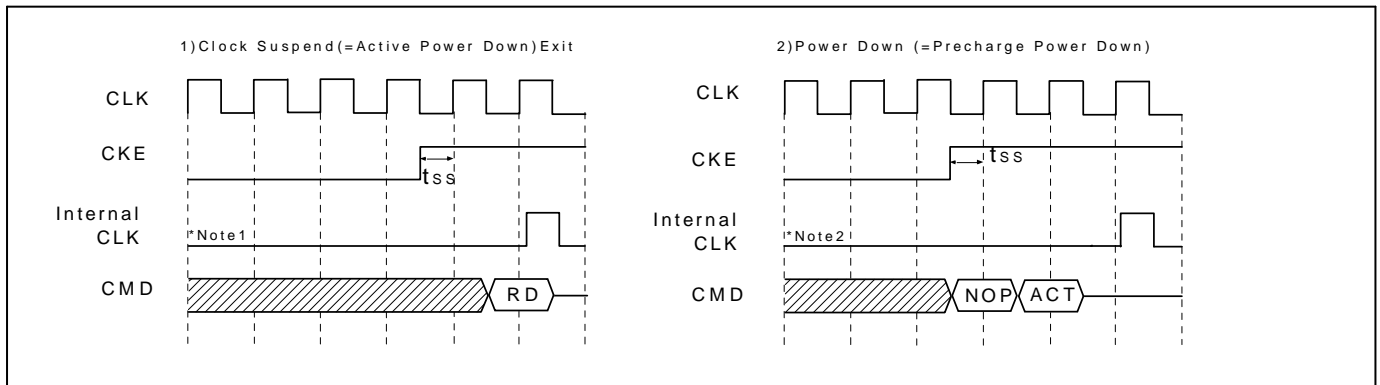 1)Clock Suspend(=Active Power Down)Exit
CLK
CKE
tss
Internal
CLK
*Note1
CMD
RD
2)Power Down (=Precharge Power Down)
CLK
CKE
tss
Internal
CLK
*Note2
CMD
NOP
ACT